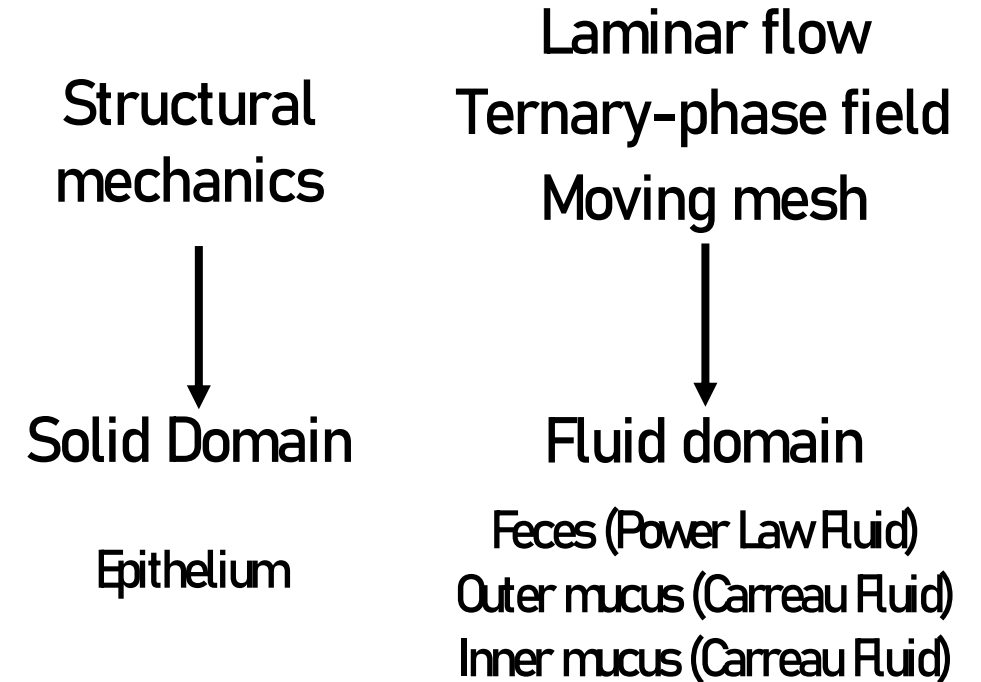 Structural
mechanics
Solid Domain
Epithelium
Laminar flow
Ternary-phase field
Moving mesh
Fluid domain
Feces (Power Law Fluid)
Outer mucus (Carreau Fluid)
Inner mucus (Carreau Fluid)